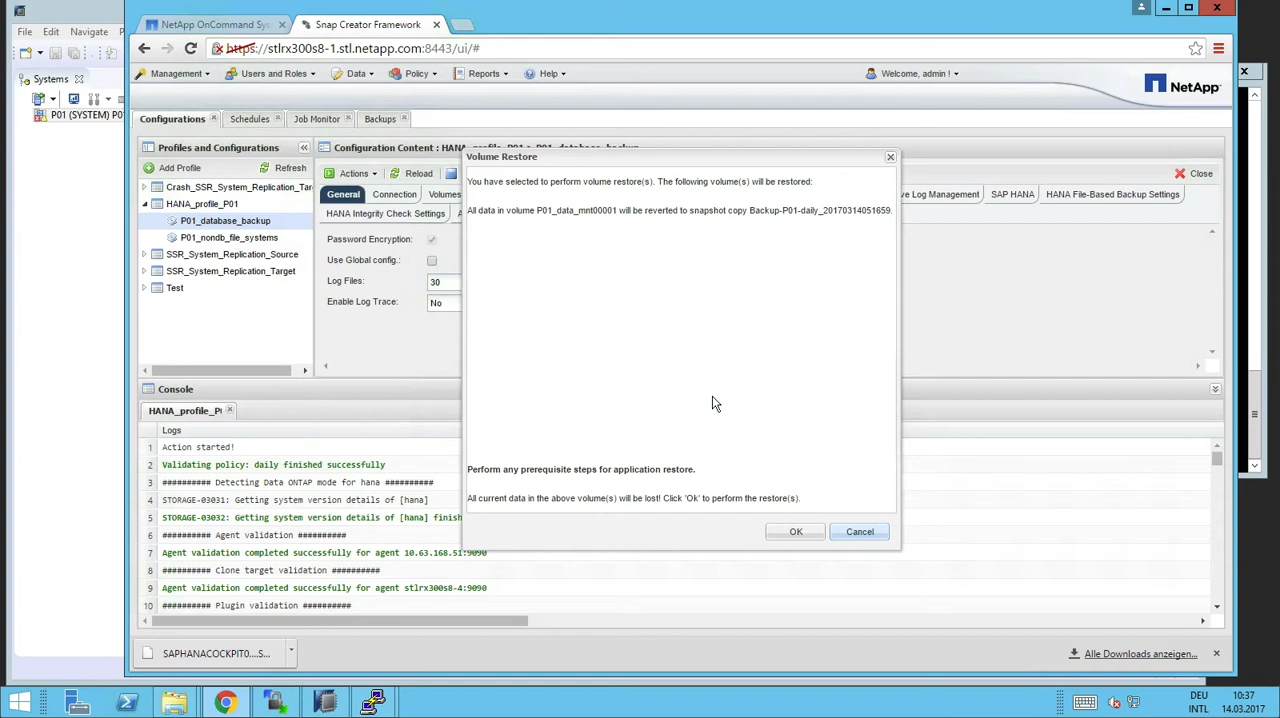 File Edit Navigate
Systems
P01 (SYSTEM) P0
NetApp OnCommand Sys
Snap Creator Framework
https://stlrx300s8-1.stl.netapp.com:8443/ui/#
Management
Users and Roles
Data
Policy
Reports
Help
Welcome, admin !
NetApp
Configurations
Schedules
Job Monitor
Backups
Profiles and Configurations
Add Profile
Refresh
Crash_SSR_System_Replication_Tar
HANA_profile_P01
P01_database_backup
P01_nondb_file_systems
SSR_System_Replication_Source
SSR_System_Replication_Target
Test
Configuration Content :
Actions
Reload
Close
General
Connection
Volumes
ve Log Management
SAP HANA
HANA File-Based Backup Settings
HANA Integrity Check Settings
Password Encryption:
Use Global config.:
Log Files:
30
Enable Log Trace:
No
Volume Restore
You have selected to perform volume restore(s). The following volume(s) will be restored:
All data in volume P01_data_mnt00001 will be reverted to snapshot copy Backup-P01-daily_20170314051659.
Perform any prerequisite steps for application restore.
All current data in the above volume(s) will be lost! Click 'Ok' to perform the restore(s).
OK
Cancel
Console
HANA_profile_P(
Logs
1 Action started!
2 Validating policy: daily finished successfully
3 ########## Detecting Data ONTAP mode for hana ##########
4 STORAGE-03031: Getting system version details of [hana]
5 STORAGE-03032: Getting system version details of [hana] finish
6 ########## Agent validation ##########
7 Agent validation completed successfully for agent 10.63.168.51:9090
8 ########## Clone target validation ##########
9 Agent validation completed successfully for agent stlrx300s8-4:9090
10 ########## Plugin validation ##########
SAPHANACOCKPIT0....S...
Alle Downloads anzeigen...
DEU
INTL
10:37
14.03.2017